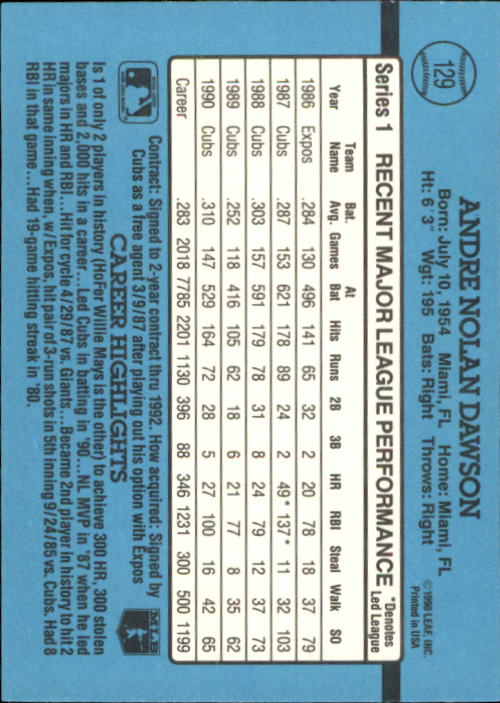 129
ANDRE NOLAN DAWSON
Born: July 10, 1954 Miami, FL Home: Miami, FL
Ht: 6' 3" Wgt: 195 Bats: Right Throws: Right
©1990 LEAF, INC.
Printed in USA
Series 1 RECENT MAJOR LEAGUE PERFORMANCE *Denotes Led League
Year Team Name Bat. Avg. Games At Bat Hits Runs 2B 3B HR RBI Steal Walk SO
1986 Expos .284 130 496 141 65 32 2 20 78 18 37 79
1987 Cubs .287 153 621 178 89 24 2 49* 137* 11 32 103
1988 Cubs .303 157 591 179 78 31 8 24 79 12 37 73
1989 Cubs .252 118 416 105 62 18 6 21 77 8 35 62
1990 Cubs .310 147 529 164 72 28 5 27 100 16 42 65
Career .283 2018 7785 2201 1130 396 88 346 1231 300 500 1199
Contract: Signed to 2-year contract thru 1992. How acquired: Signed by
Cubs as a free agent 3/9/87 after playing out his option with Expos
MLB
CAREER HIGHLIGHTS
Is 1 of only 2 players in history (HoFer Willie Mays is the other) to achieve 300 HR, 300 stolen
bases and 2,000 hits in a career...Led Cubs in batting in '90...NL MVP in '87 when he led
majors in HR and RBI...Hit for cycle 4/29/87 vs. Giants...Became 2nd player in history to hit 2
HR in same inning when, w/Expos, hit pair of 3-run shots in 5th inning 9/24/85 vs. Cubs. Had 8
RBI in that game...Had 19-game hitting streak in '80.